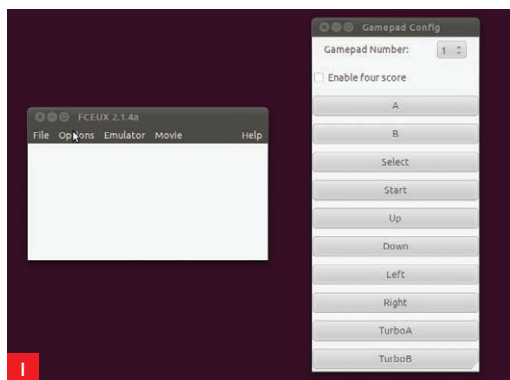 FCEUX 2.1.4a
File Options Emulator Movie Help
Gamepad Config
Gamepad Number: 1
Enable four score
A
B
Select
Start
Up
Down
Left
Right
TurboA
TurboB
I